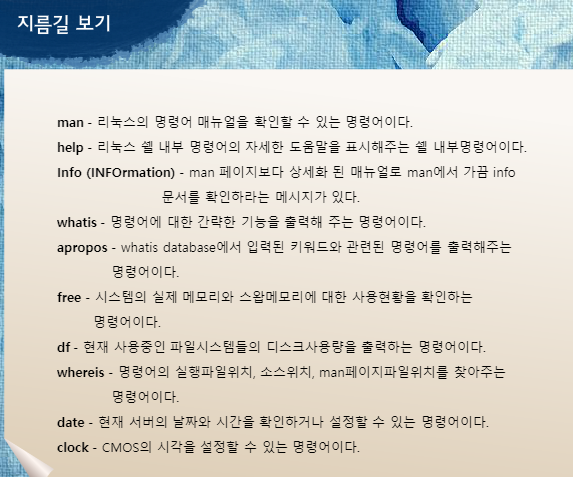 지름길 보기
man - 리눅스의 명령어 매뉴얼을 확인할 수 있는 명령어이다.
help - 리눅스 쉘 내부 명령어의 자세한 도움말을 표시해주는 쉘 내부명령어이다.
Info (INFOrmation) - man 페이지보다 상세화 된 매뉴얼로 man에서 가끔 info
문서를 확인하라는 메시지가 있다.
whatis - 명령어에 대한 간략한 기능을 출력해 주는 명령어이다.
apropos - whatis database에서 입력된 키워드와 관련된 명령어를 출력해주는
명령어이다.
free - 시스템의 실제 메모리와 스왑메모리에 대한 사용현황을 확인하는
명령어이다.
df - 현재 사용중인 파일시스템들의 디스크사용량을 출력하는 명령어이다.
whereis - 명령어의 실행파일위치, 소스위치, man페이지파일위치를 찾아주는
명령어이다.
date - 현재 서버의 날짜와 시간을 확인하거나 설정할 수 있는 명령어이다.
clock - CMOS의 시각을 설정할 수 있는 명령어이다.